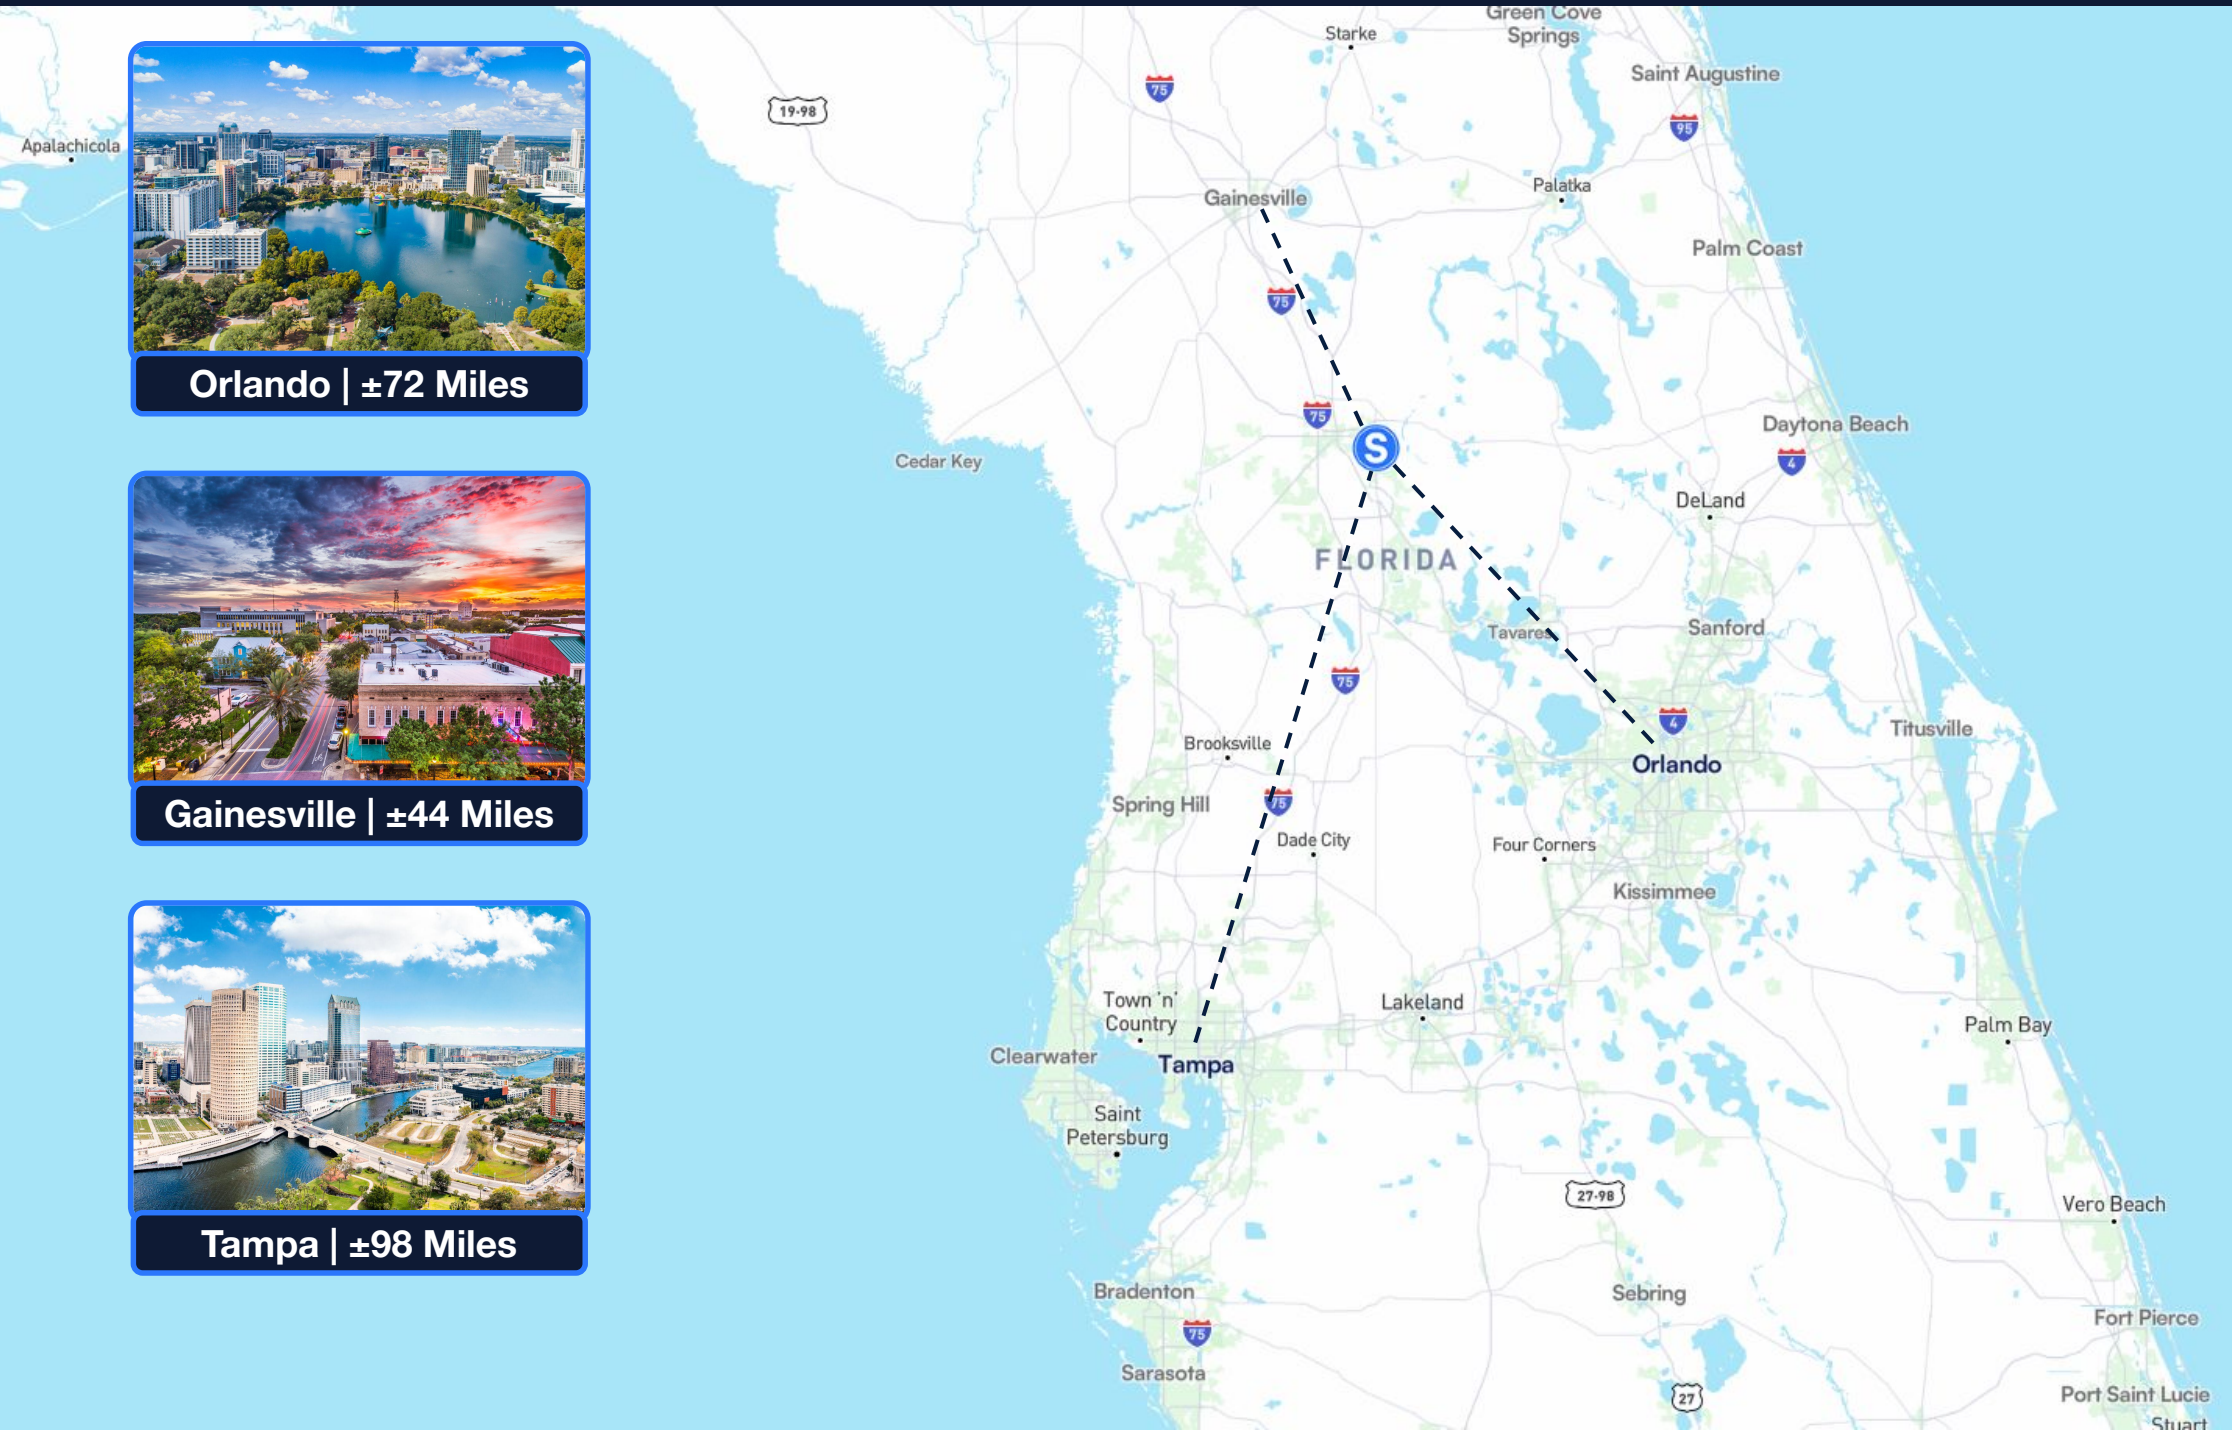 Orlando | ±72 Miles
Gainesville | ±44 Miles
Tampa | ±98 Miles
Apalachicola
19-98
75
Starke
Green Cove
Springs
Saint Augustine
95
Gainesville
Palatka
Palm Coast
75
75
S
Cedar Key
Daytona Beach
4
DeLand
FLORIDA
Tavares
Sanford
75
4
Orlando
Titusville
Brooksville
Spring Hill
75
Dade City
Four Corners
Kissimmee
Town 'n'
Country
Lakeland
Palm Bay
Clearwater
Tampa
Saint
Petersburg
27-98
Vero Beach
Bradenton
75
Sebring
Fort Pierce
Sarasota
27
Port Saint Lucie
Stuart